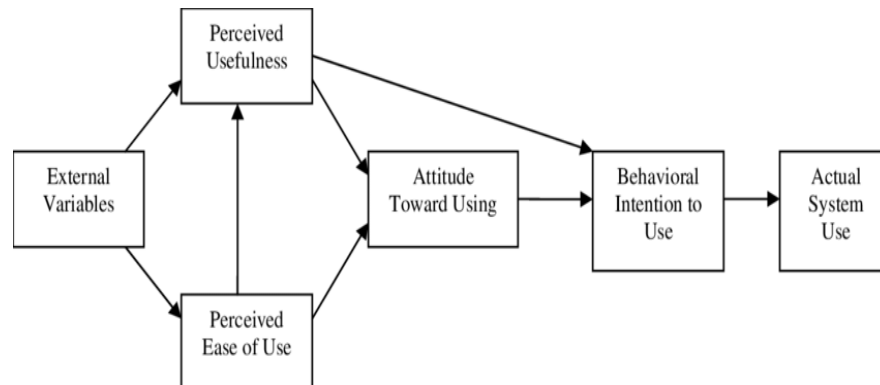 Perceived
Usefulness
External
Variables
Attitude
Toward Using
Behavioral
Intention to
Use
Actual
System
Use
Perceived
Ease of Use